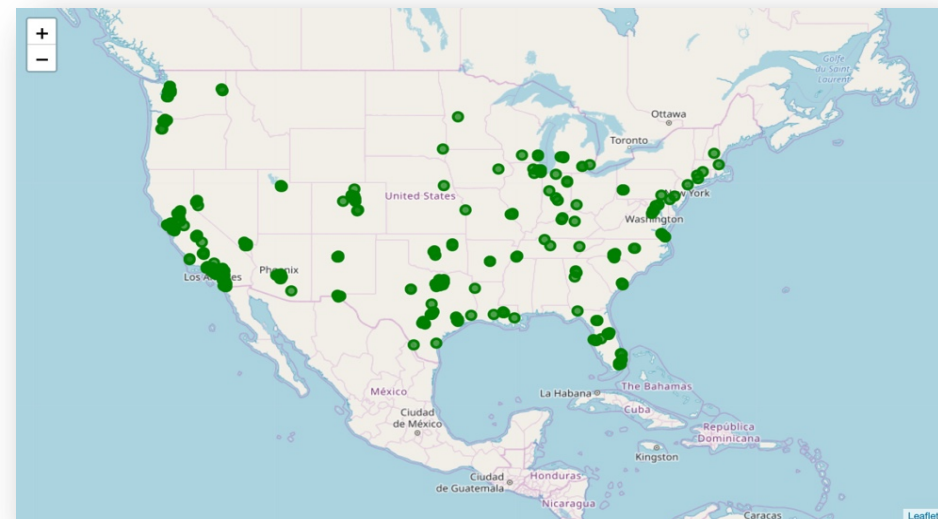 +
−
Golfe
du Saint-
Laurent
Ottawa
Toronto
United States
New York
Washington
Phoenix
Los Angeles
México
Ciudad
de México
La Habana
The Bahamas
Cuba
República
Dominicana
Kingston
Ciudad
de Guatemala
Honduras
Nicaragua
Caracas
Leaflet